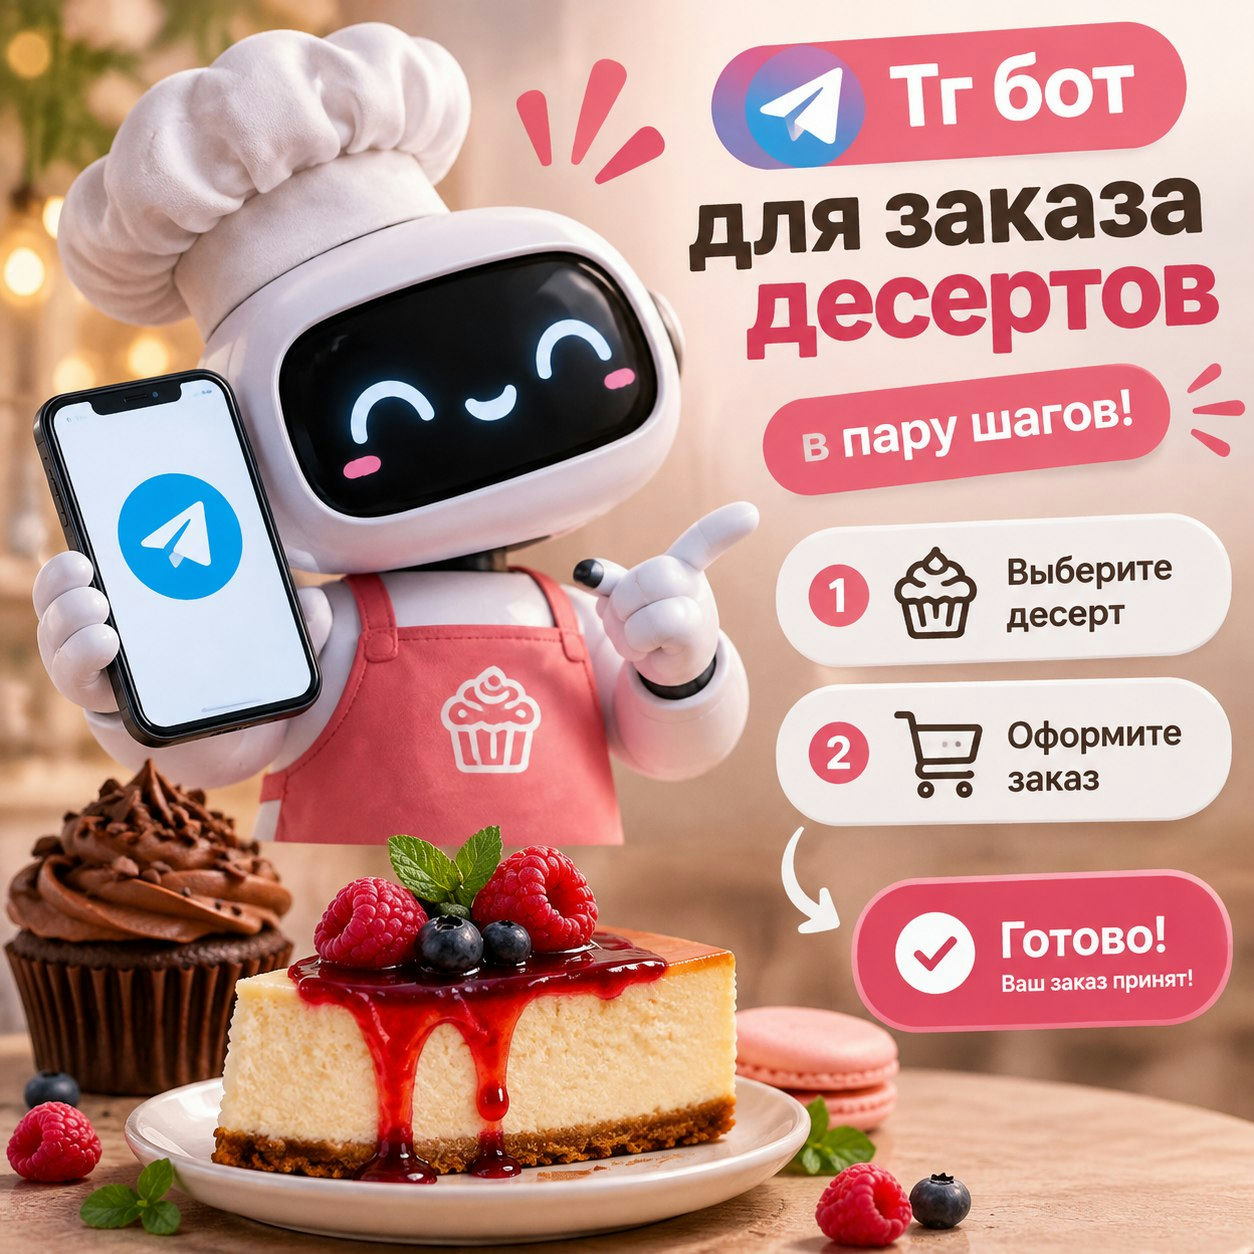 Тг бот
для заказа
десертов
в пару шагов!
1
Выберите
десерт
2
Оформите
заказ
Готово!
Ваш заказ принят!